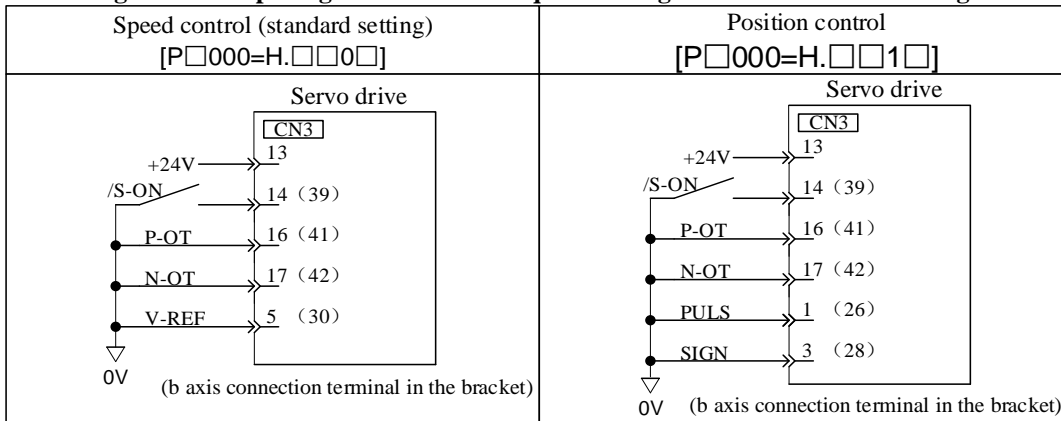 Speed control (standard setting)
[P□000=H.□□0□]
Servo drive
CN3
+24V 13
/S-ON 14（39）
P-OT 16（41）
N-OT 17（42）
V-REF 5（30）
0V
(b axis connection terminal in the bracket)
Position control
[P□000=H.□□1□]
Servo drive
CN3
+24V 13
/S-ON 14（39）
P-OT 16（41）
N-OT 17（42）
PULS 1（26）
SIGN 3（28）
0V
(b axis connection terminal in the bracket)